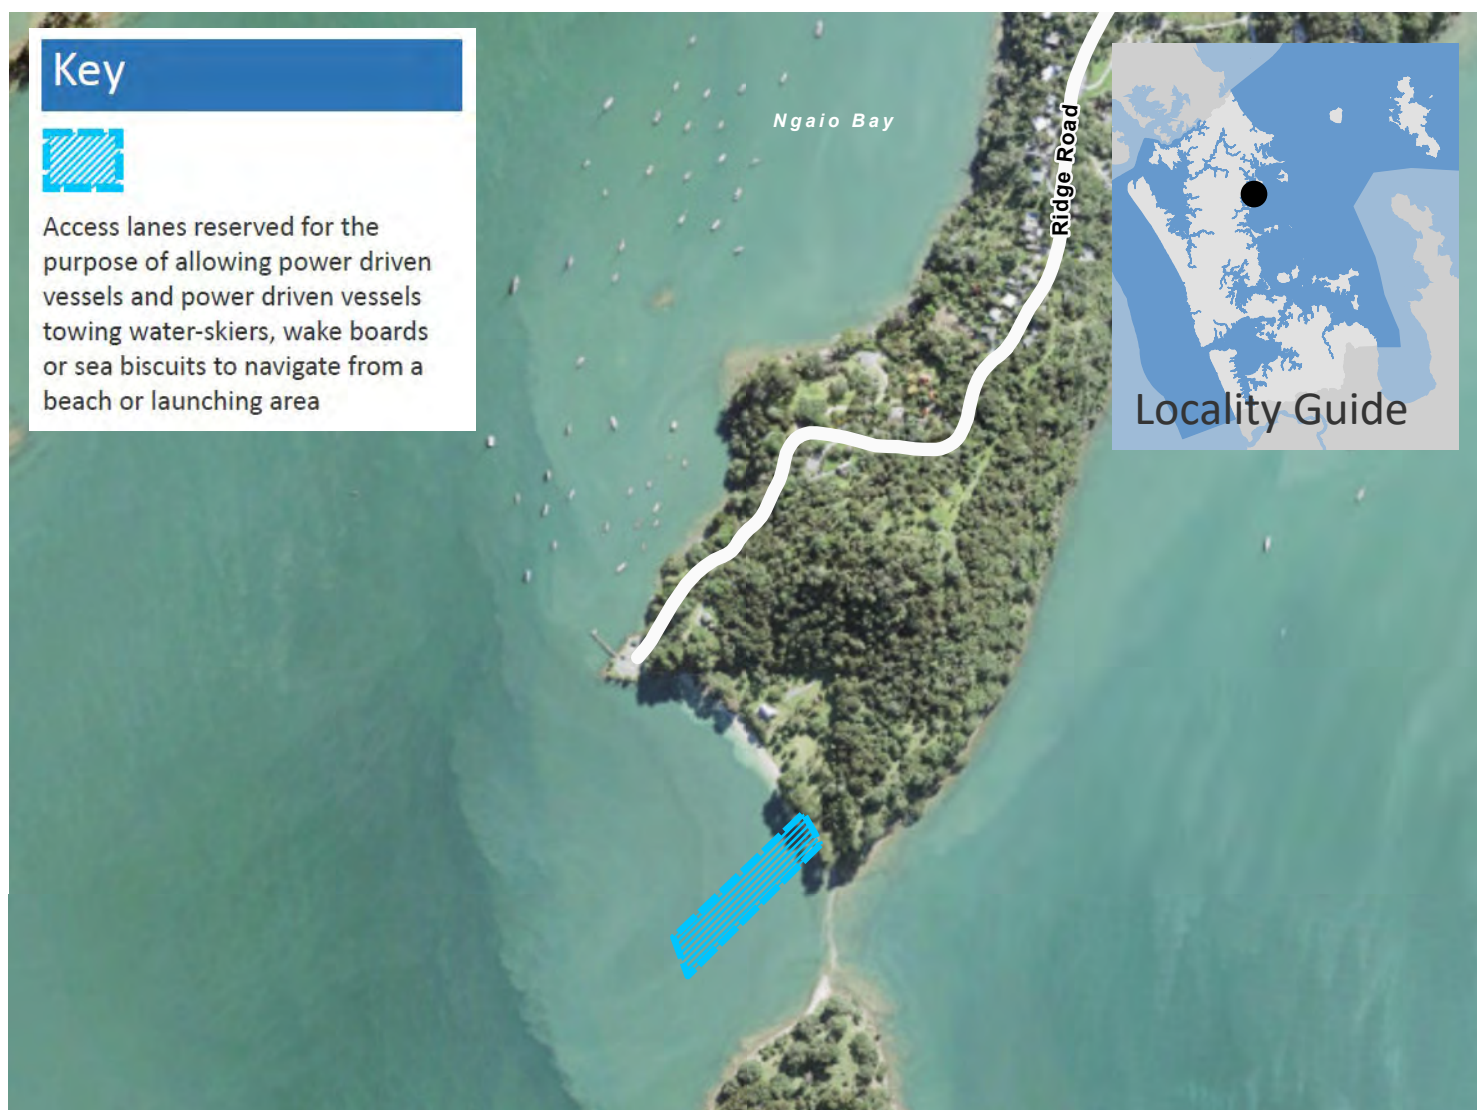 Key
Access lanes reserved for the
purpose of allowing power driven
vessels and power driven vessels
towing water-skiers, wake boards
or sea biscuits to navigate from a
beach or launching area
Ngaio Bay
Ridge Road
Locality Guide